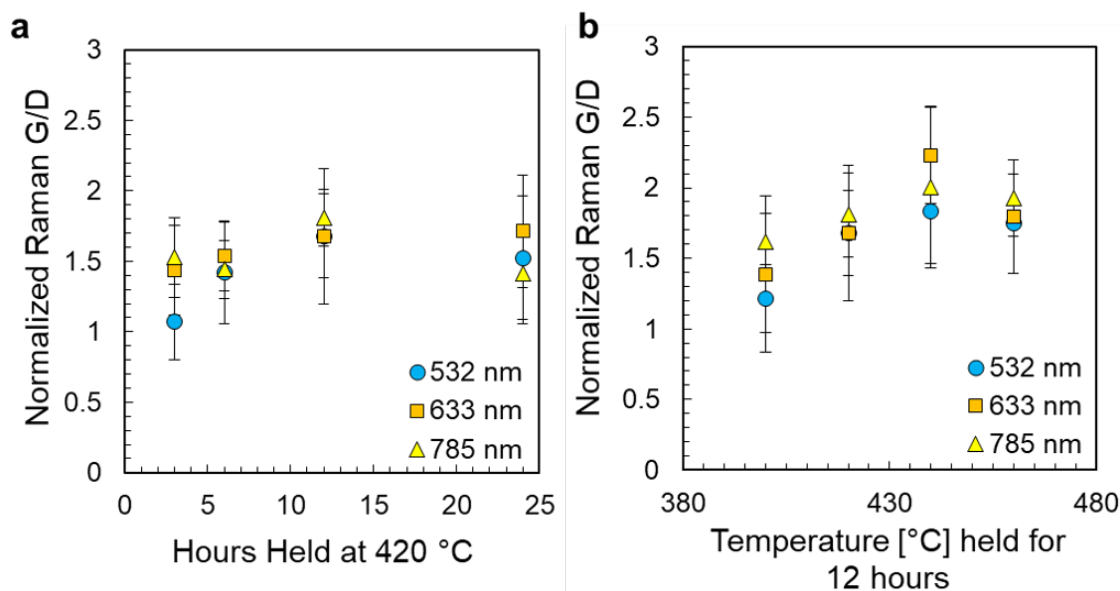 a
3
2.5
2
1.5
1
0.5
0
Normalized Raman G/D
532 nm
633 nm
785 nm
0 5 10 15 20 25
Hours Held at 420 °C
b
3
2.5
2
1.5
1
0.5
0
Normalized Raman G/D
532 nm
633 nm
785 nm
380 430 480
Temperature [°C] held for
12 hours